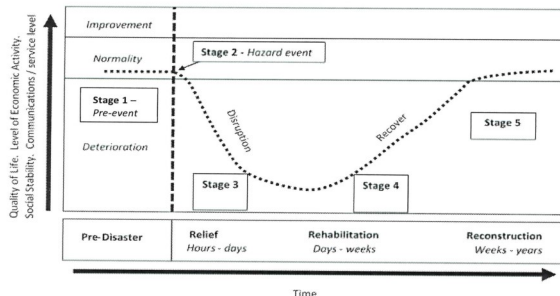 Quality of Life. Level of Economic Activity.
Social Stability. Communications / service level
Improvement
Normality
Stage 2 - Hazard event
Stage 1 –
Pre-event
Disruption
Recover
Stage 5
Deterioration
Stage 3
Stage 4
Pre-Disaster
Relief
Hours - days
Rehabilitation
Days - weeks
Reconstruction
Weeks - years
Time